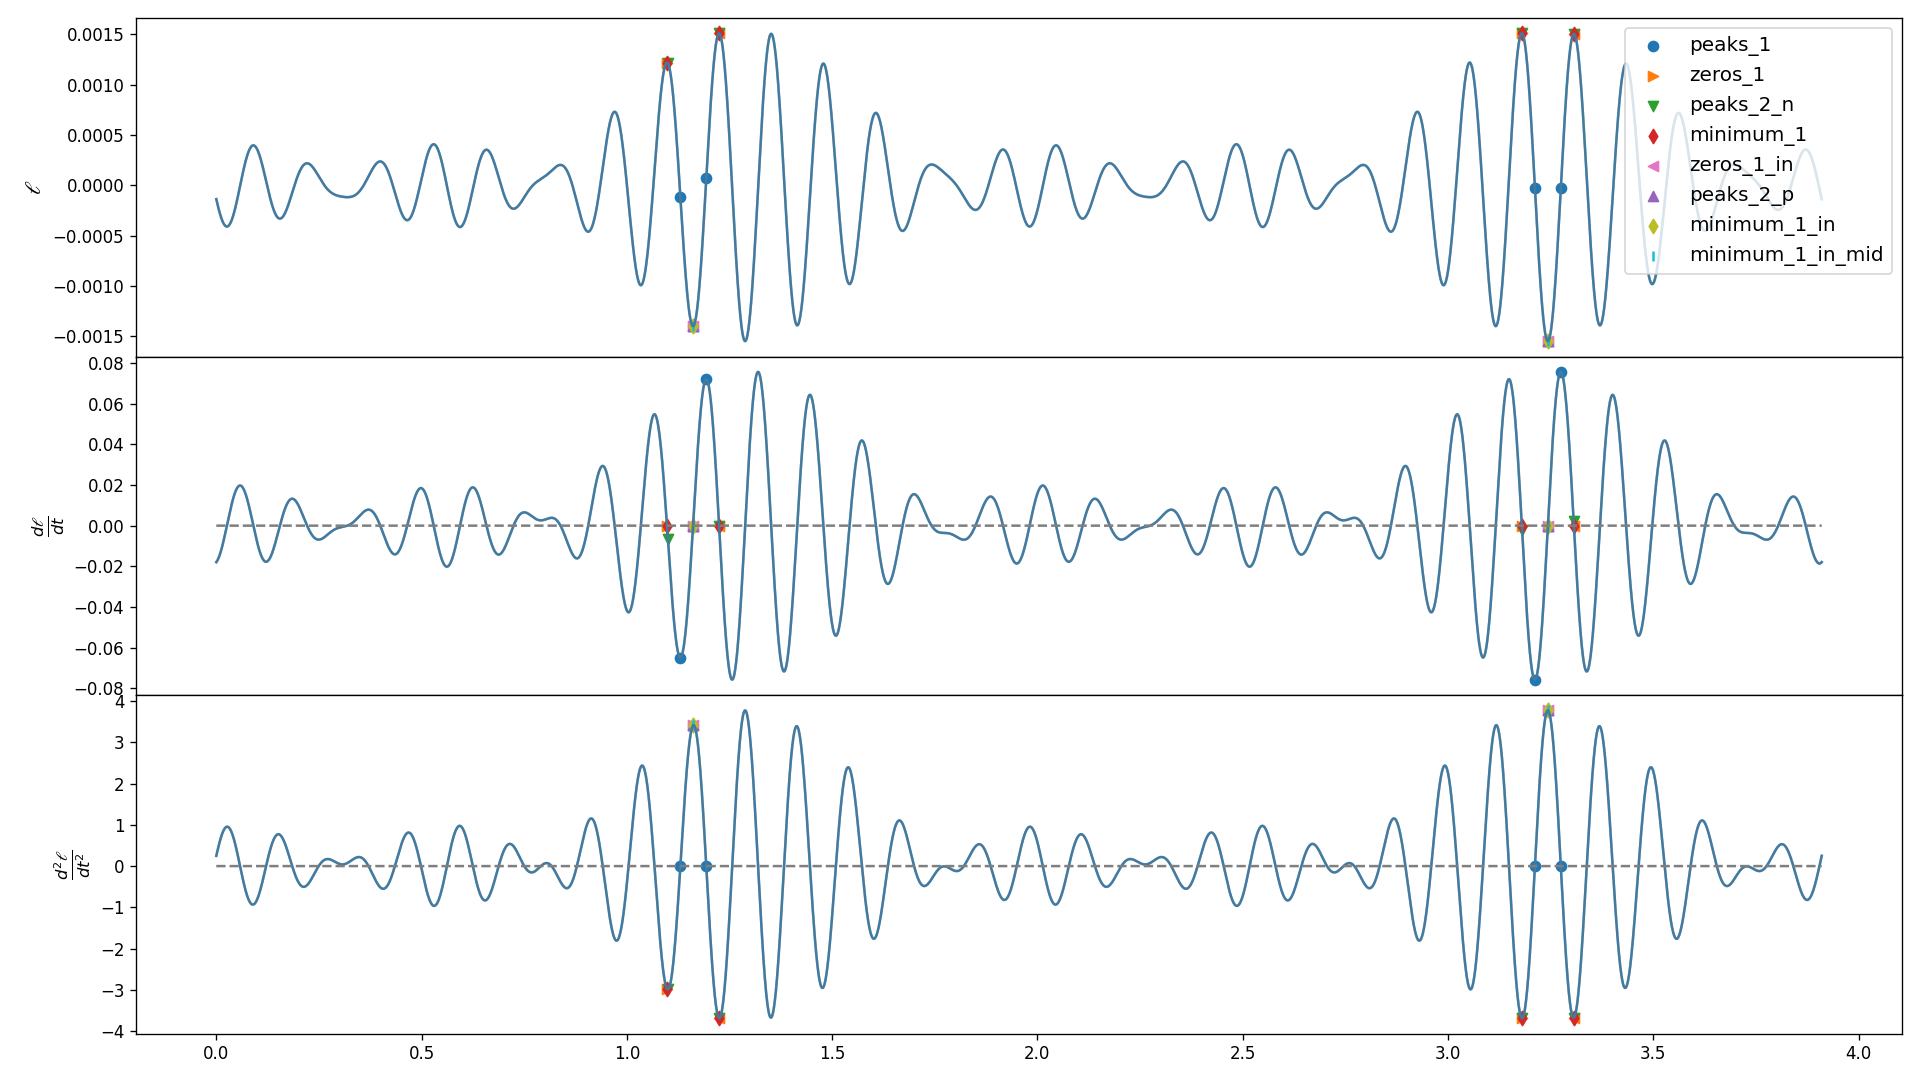 0.0015
0.0010
0.0005
0.0000
−0.0005
−0.0010
−0.0015
ℓ
peaks_1
zeros_1
peaks_2_n
minimum_1
zeros_1_in
peaks_2_p
minimum_1_in
minimum_1_in_mid
0.08
0.06
0.04
0.02
0.00
−0.02
−0.04
−0.06
−0.08
dℓ
dt
4
3
2
1
0
−1
−2
−3
−4
d²ℓ
dt²
0.0 0.5 1.0 1.5 2.0 2.5 3.0 3.5 4.0